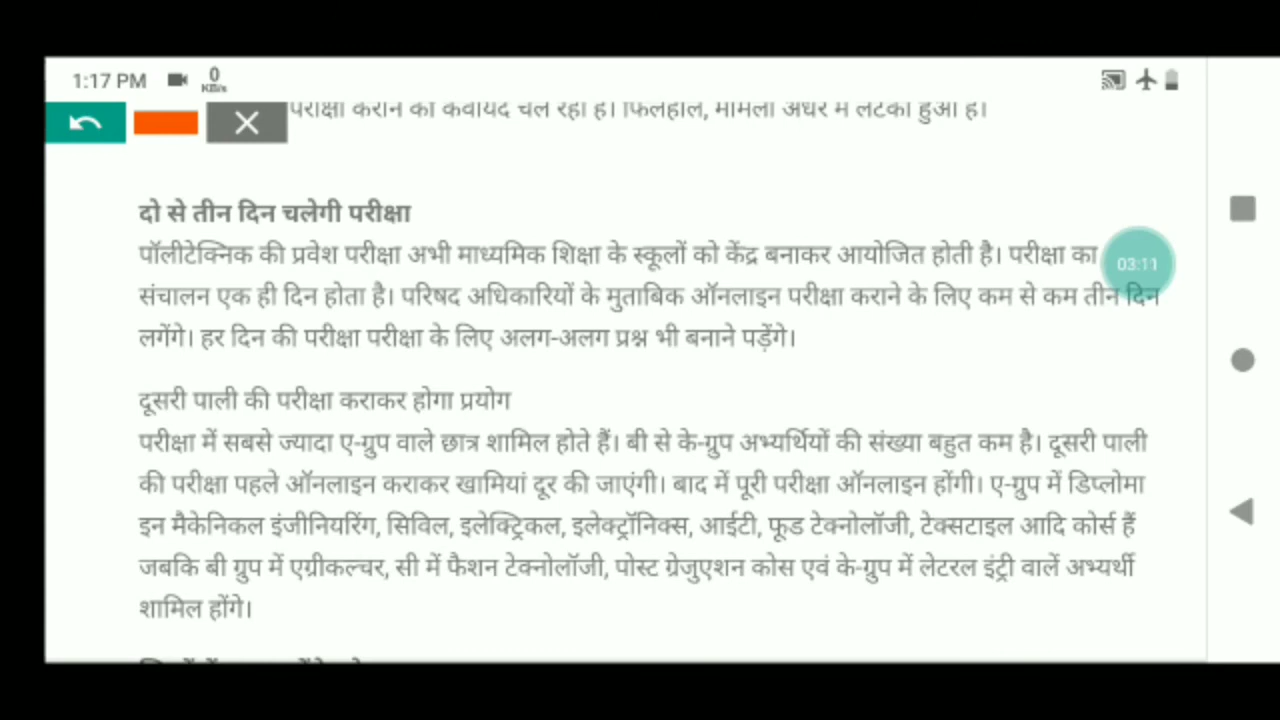 1:17 PM
0
KB/s
परीक्षा कराने की कवायद चल रही है। फिलहाल, मामला अधर में लटका हुआ है।
दो से तीन दिन चलेगी परीक्षा
पॉलीटेक्निक की प्रवेश परीक्षा अभी माध्यमिक शिक्षा के स्कूलों को केंद्र बनाकर आयोजित होती है। परीक्षा का
03:11
संचालन एक ही दिन होता है। परिषद अधिकारियों के मुताबिक ऑनलाइन परीक्षा कराने के लिए कम से कम तीन दिन
लगेंगे। हर दिन की परीक्षा परीक्षा के लिए अलग-अलग प्रश्न भी बनाने पड़ेंगे।
दूसरी पाली की परीक्षा कराकर होगा प्रयोग
परीक्षा में सबसे ज्यादा ए-ग्रुप वाले छात्र शामिल होते हैं। बी से के-ग्रुप अभ्यर्थियों की संख्या बहुत कम है। दूसरी पाली
की परीक्षा पहले ऑनलाइन कराकर खामियां दूर की जाएंगी। बाद में पूरी परीक्षा ऑनलाइन होंगी। ए-ग्रुप में डिप्लोमा
इन मैकेनिकल इंजीनियरिंग, सिविल, इलेक्ट्रिकल, इलेक्ट्रॉनिक्स, आईटी, फूड टेक्नोलॉजी, टेक्सटाइल आदि कोर्स हैं
जबकि बी ग्रुप में एग्रीकल्चर, सी में फैशन टेक्नोलॉजी, पोस्ट ग्रेजुएशन कोस एवं के-ग्रुप में लेटरल इंट्री वालें अभ्यर्थी
शामिल होंगे।